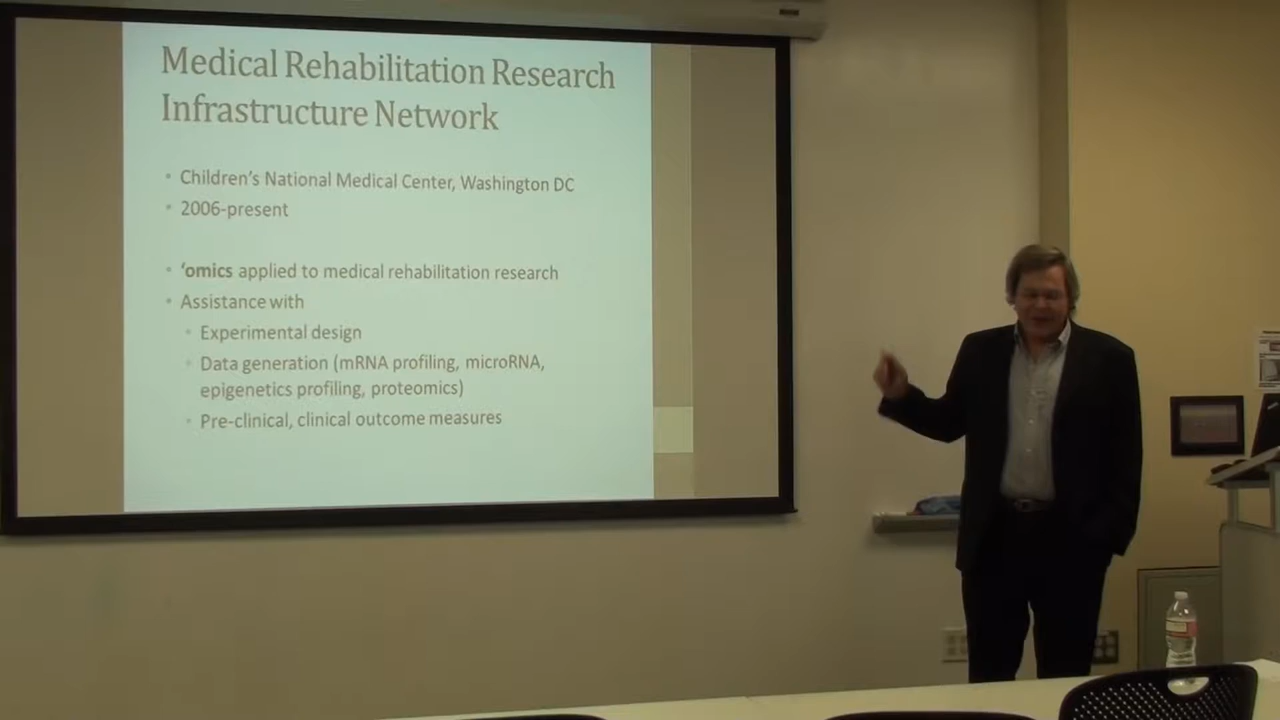 Medical Rehabilitation Research
Infrastructure Network
• Children's National Medical Center, Washington DC
• 2006-present
• 'omics applied to medical rehabilitation research
• Assistance with
• Experimental design
• Data generation (mRNA profiling, microRNA,
epigenetics profiling, proteomics)
• Pre-clinical, clinical outcome measures